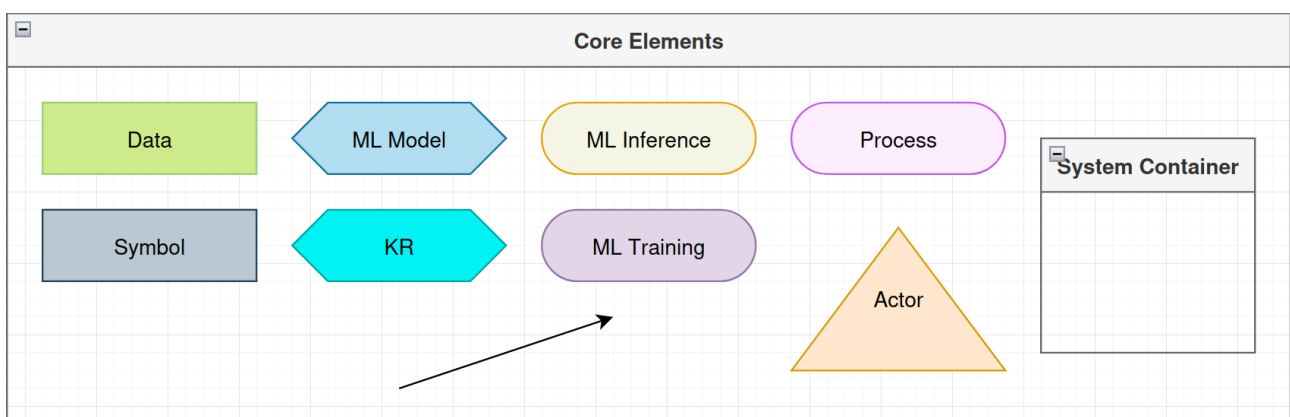 Core Elements
Data
ML Model
ML Inference
Process
System Container
Symbol
KR
ML Training
Actor